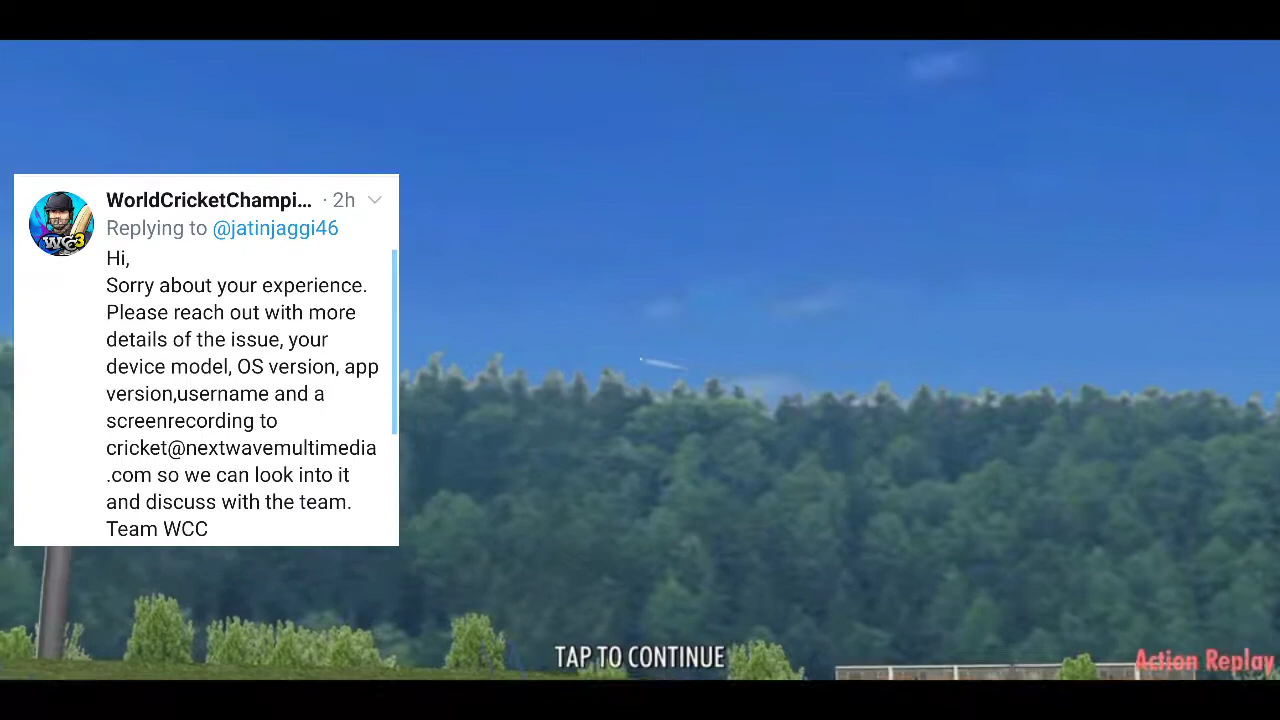 WorldCricketChampi... · 2h
Replying to @jatinjaggi46
WCC3
Hi,
Sorry about your experience.
Please reach out with more
details of the issue, your
device model, OS version, app
version,username and a
screenrecording to
cricket@nextwavemultimedia
.com so we can look into it
and discuss with the team.
Team WCC
TAP TO CONTINUE
Action Replay